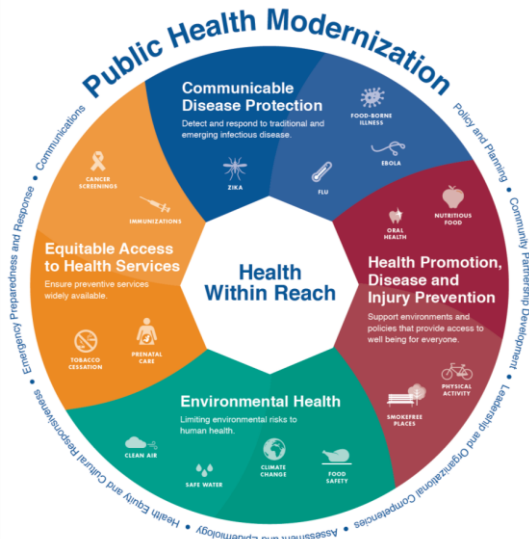 Public Health Modernization
Communicable
Disease Protection
Detect and respond to traditional and
emerging infectious disease.
ZIKA
FLU
FOOD-BORNE
ILLNESS
EBOLA
Health Promotion,
Disease and
Injury Prevention
Support environments and
policies that provide access to
well being for everyone.
ORAL
HEALTH
NUTRITIOUS
FOOD
PHYSICAL
ACTIVITY
SMOKEFREE
PLACES
Environmental Health
Limiting environmental risks to
human health.
CLEAN AIR
SAFE WATER
CLIMATE
CHANGE
FOOD
SAFETY
Equitable Access
to Health Services
Ensure preventive services
widely available.
CANCER
SCREENINGS
IMMUNIZATIONS
TOBACCO
CESSATION
PRENATAL
CARE
Health
Within Reach
Policy and Planning • Community Partnership Development • Leadership and Organizational Competencies • Assessment and Epidemiology • Health Equity and Cultural Responsiveness • Emergency Preparedness and Response • Communications